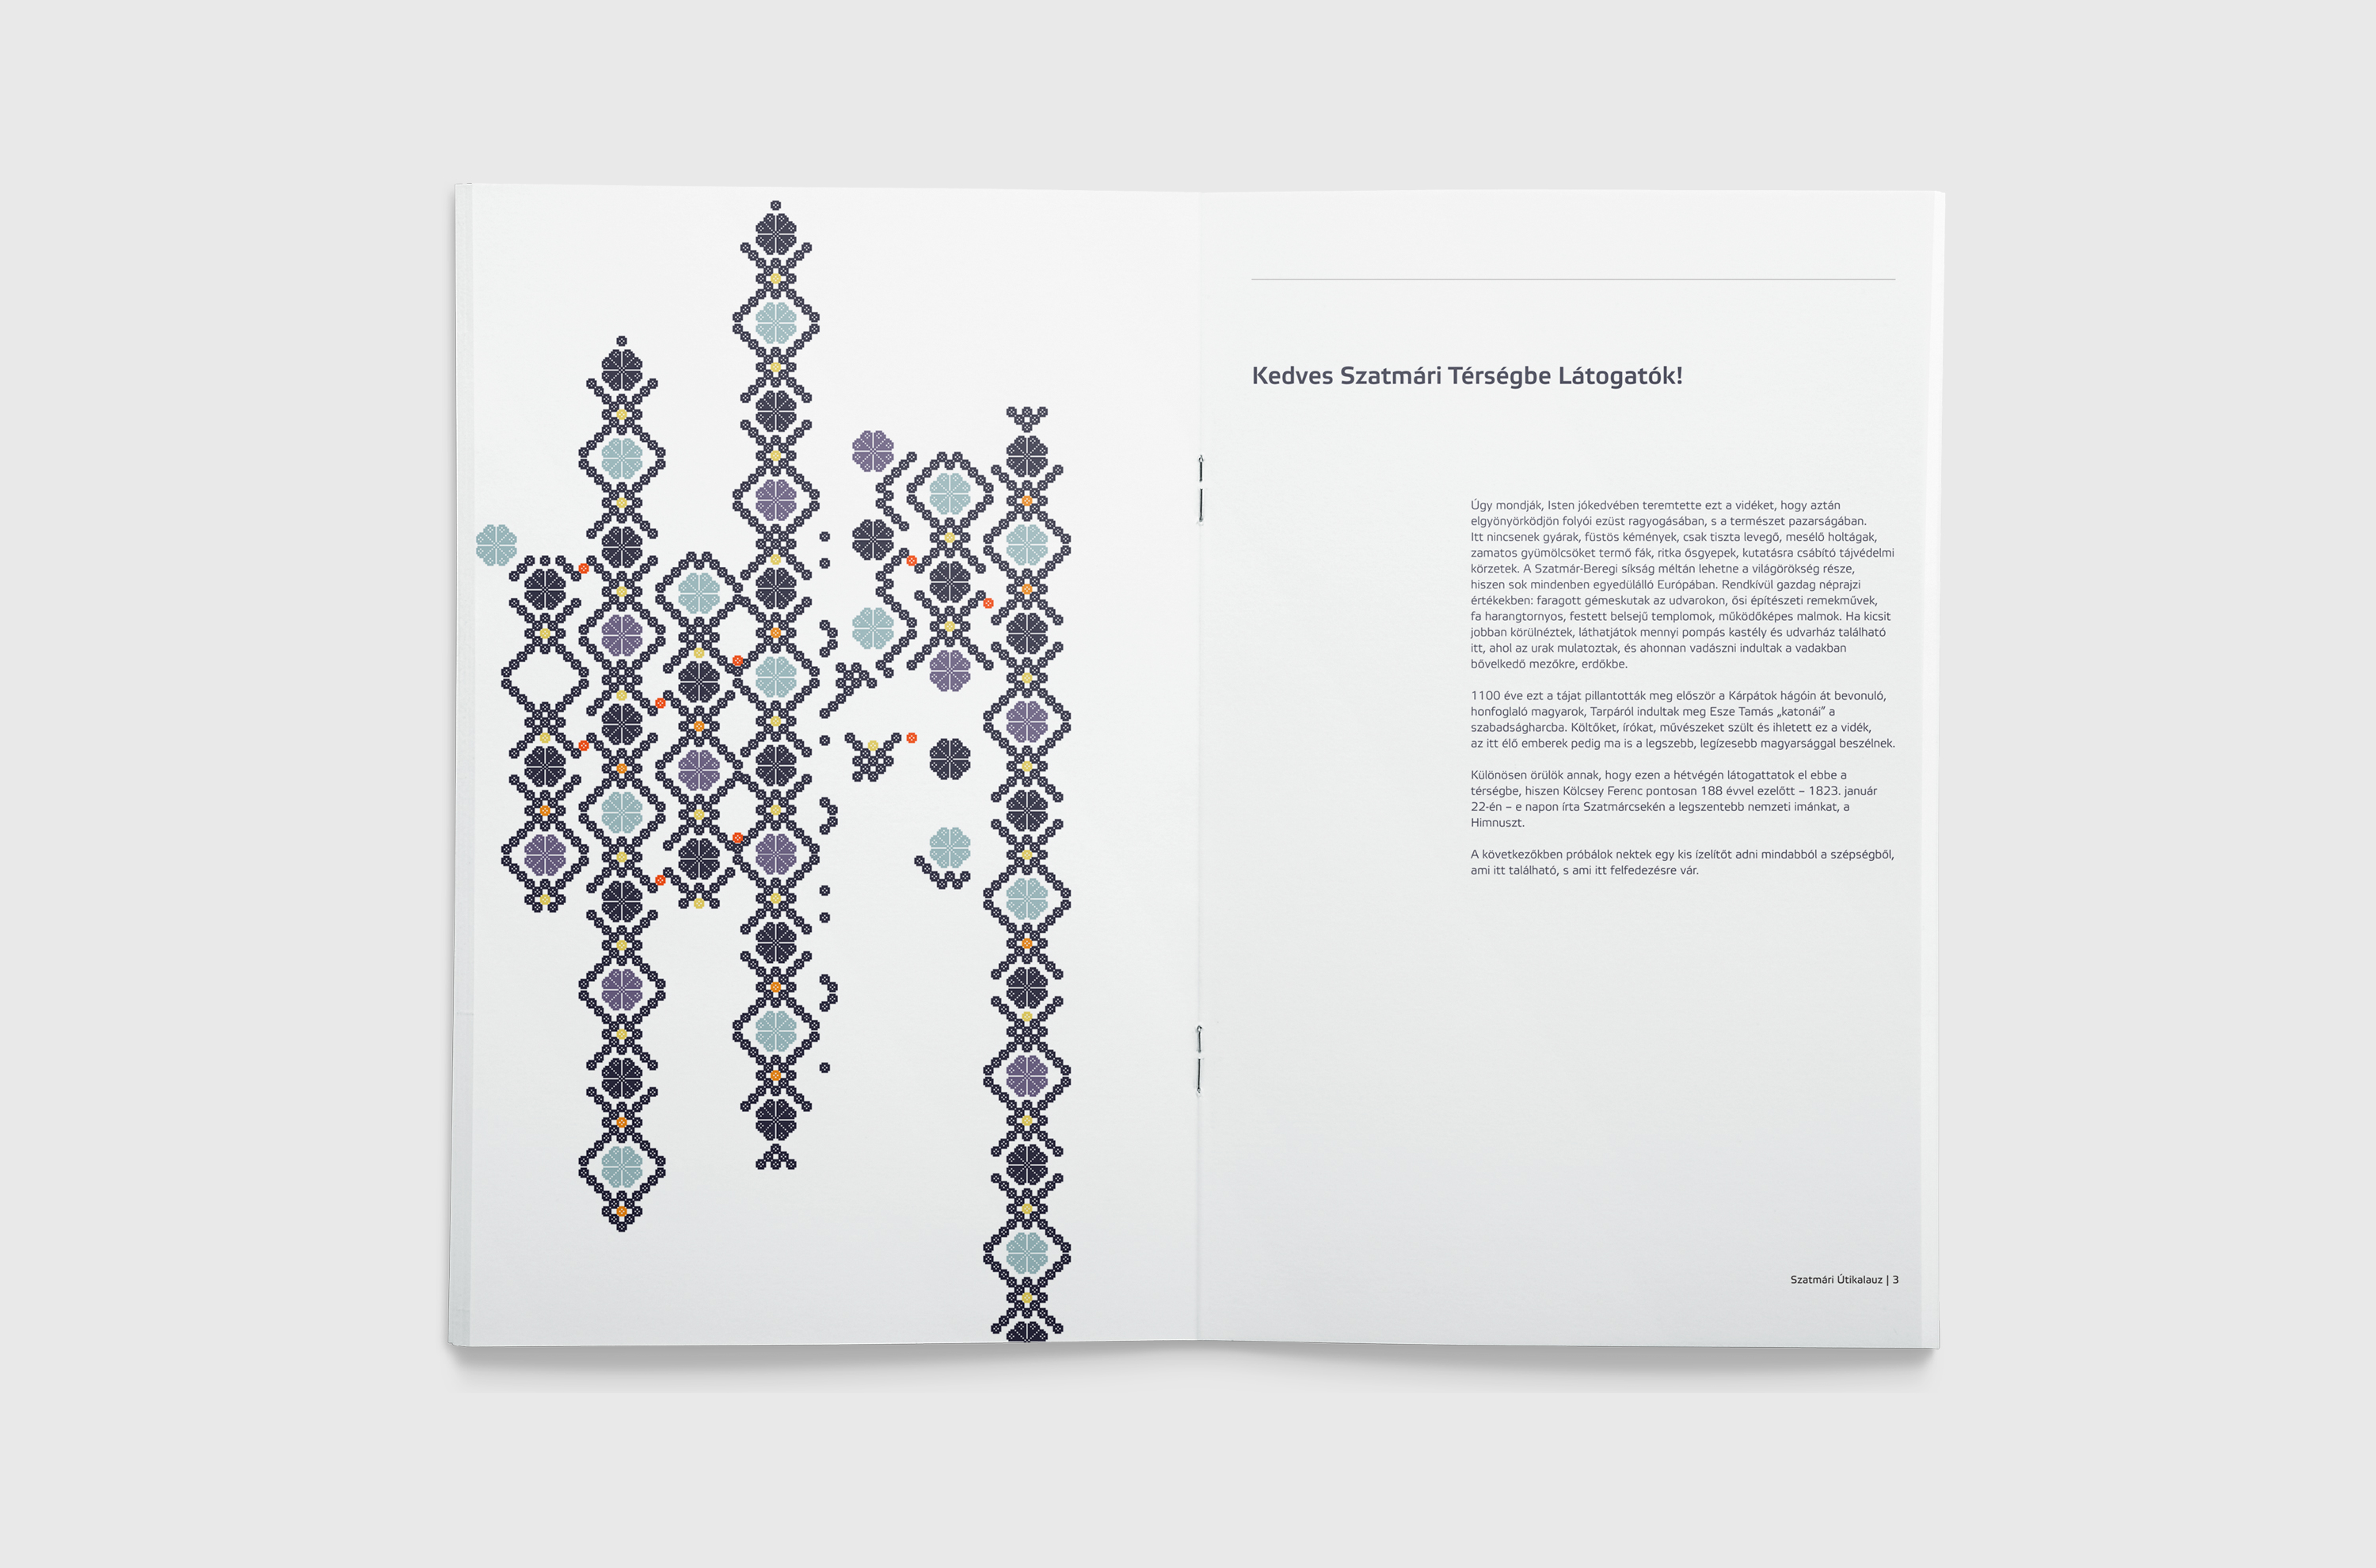 Kedves Szatmári Térségbe Látogatók!
Úgy mondják, Isten jókedvében teremtette ezt a vidéket, hogy aztán
elgyönyörködjön folyói ezüst ragyogásában, s a természet pazarságában.
Itt nincsenek gyárak, füstös kémények, csak tiszta levegő, mesélő holtágak,
zamatos gyümölcsöket termő fák, ritka ősgyepek, kutatásra csábító tájvédelmi
körzetek. A Szatmár-Beregi síkság méltán lehetne a világörökség része,
hiszen sok mindenben egyedülálló Európában. Rendkívül gazdag néprajzi
értékekben: faragott gémeskutak az udvarokon, ősi építészeti remekművek,
fa harangtornyos, festett belsejű templomok, működőképes malmok. Ha kicsit
jobban körülnéztek, láthatjátok mennyi pompás kastély és udvarház található
itt, ahol az urak mulatoztak, és ahonnan vadászni indultak a vadakban
bővelkedő mezőkre, erdőkbe.
1100 éve ezt a tájat pillantották meg először a Kárpátok hágóin át bevonuló,
honfoglaló magyarok, Tarpáról indultak meg Esze Tamás „katonái” a
szabadságharcba. Költőket, írókat, művészeket szült és ihletett ez a vidék,
az itt élő emberek pedig ma is a legszebb, legízesebb magyarsággal beszélnek.
Különösen örülök annak, hogy ezen a hétvégén látogattatok el ebbe a
térségbe, hiszen Kölcsey Ferenc pontosan 188 évvel ezelőtt – 1823. január
22-én – e napon írta Szatmárcsekén a legszentebb nemzeti imánkat, a
Himnuszt.
A következőkben próbálok nektek egy kis ízelítőt adni mindabból a szépségből,
ami itt található, s ami itt felfedezésre vár.
Szatmári Útikalauz | 3